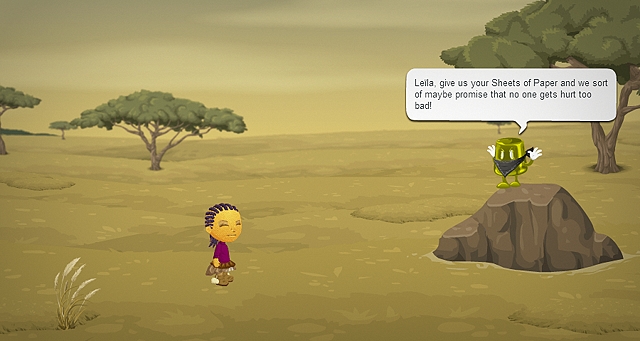 Leïla, give us your Sheets of Paper and we sort
of maybe promise that no one gets hurt too
bad!